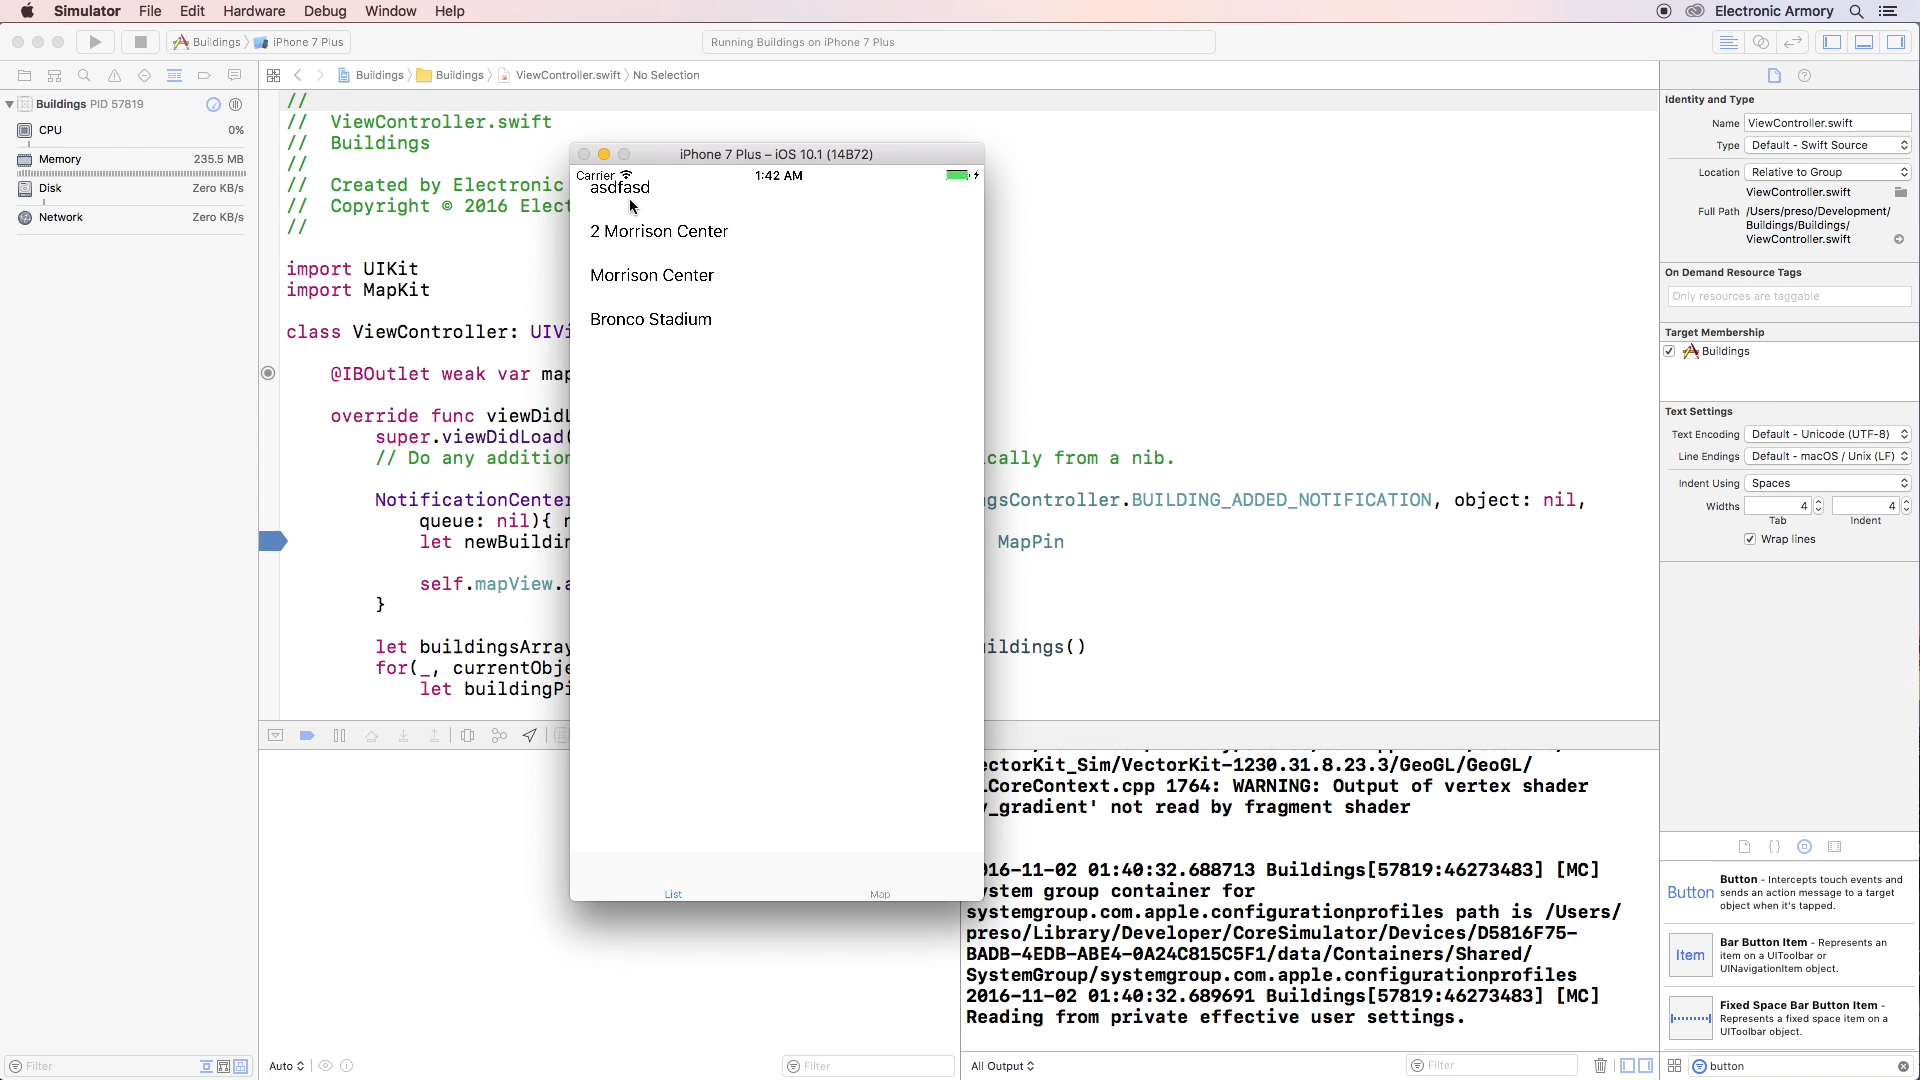 Simulator File Edit Hardware Debug Window Help
Electronic Armory
Buildings iPhone 7 Plus
Running Buildings on iPhone 7 Plus
Buildings Buildings ViewController.swift No Selection
Buildings PID 57819
CPU 0%
Memory 235.5 MB
Disk Zero KB/s
Network Zero KB/s
Filter
//
// ViewController.swift
// Buildings
//
// Created by Electronic
// Copyright © 2016 Elect
//
import UIKit
import MapKit
class ViewController: UIVi
@IBOutlet weak var map
override func viewDidL
super.viewDidLoad(
// Do any addition
cally from a nib.
NotificationCenter
gsController.BUILDING_ADDED_NOTIFICATION, object: nil,
queue: nil){ n
let newBuildin
MapPin
self.mapView.a
}
let buildingsArray
ildings()
for(_, currentObje
let buildingPi
iPhone 7 Plus – iOS 10.1 (14B72)
Carrier 1:42 AM
asdfasd
2 Morrison Center
Morrison Center
Bronco Stadium
List Map
ectorKit_Sim/VectorKit-1230.31.8.23.3/GeoGL/GeoGL/
CoreContext.cpp 1764: WARNING: Output of vertex shader
_gradient' not read by fragment shader
16-11-02 01:40:32.688713 Buildings[57819:46273483] [MC]
stem group container for
systemgroup.com.apple.configurationprofiles path is /Users/
preso/Library/Developer/CoreSimulator/Devices/D5816F75-
BADB-4EDB-ABE4-0A24C815C5F1/data/Containers/Shared/
SystemGroup/systemgroup.com.apple.configurationprofiles
2016-11-02 01:40:32.689691 Buildings[57819:46273483] [MC]
Reading from private effective user settings.
Auto
Filter
All Output
Filter
Identity and Type
Name ViewController.swift
Type Default - Swift Source
Location Relative to Group
ViewController.swift
Full Path /Users/preso/Development/
Buildings/Buildings/
ViewController.swift
On Demand Resource Tags
Only resources are taggable
Target Membership
Buildings
Text Settings
Text Encoding Default - Unicode (UTF-8)
Line Endings Default - macOS / Unix (LF)
Indent Using Spaces
Widths 4 4
Tab Indent
Wrap lines
Button
Button - Intercepts touch events and
sends an action message to a target
object when it's tapped.
Item
Bar Button Item - Represents an
item on a UIToolbar or
UINavigationItem object.
Fixed Space Bar Button Item -
Represents a fixed space item on a
UIToolbar object.
button